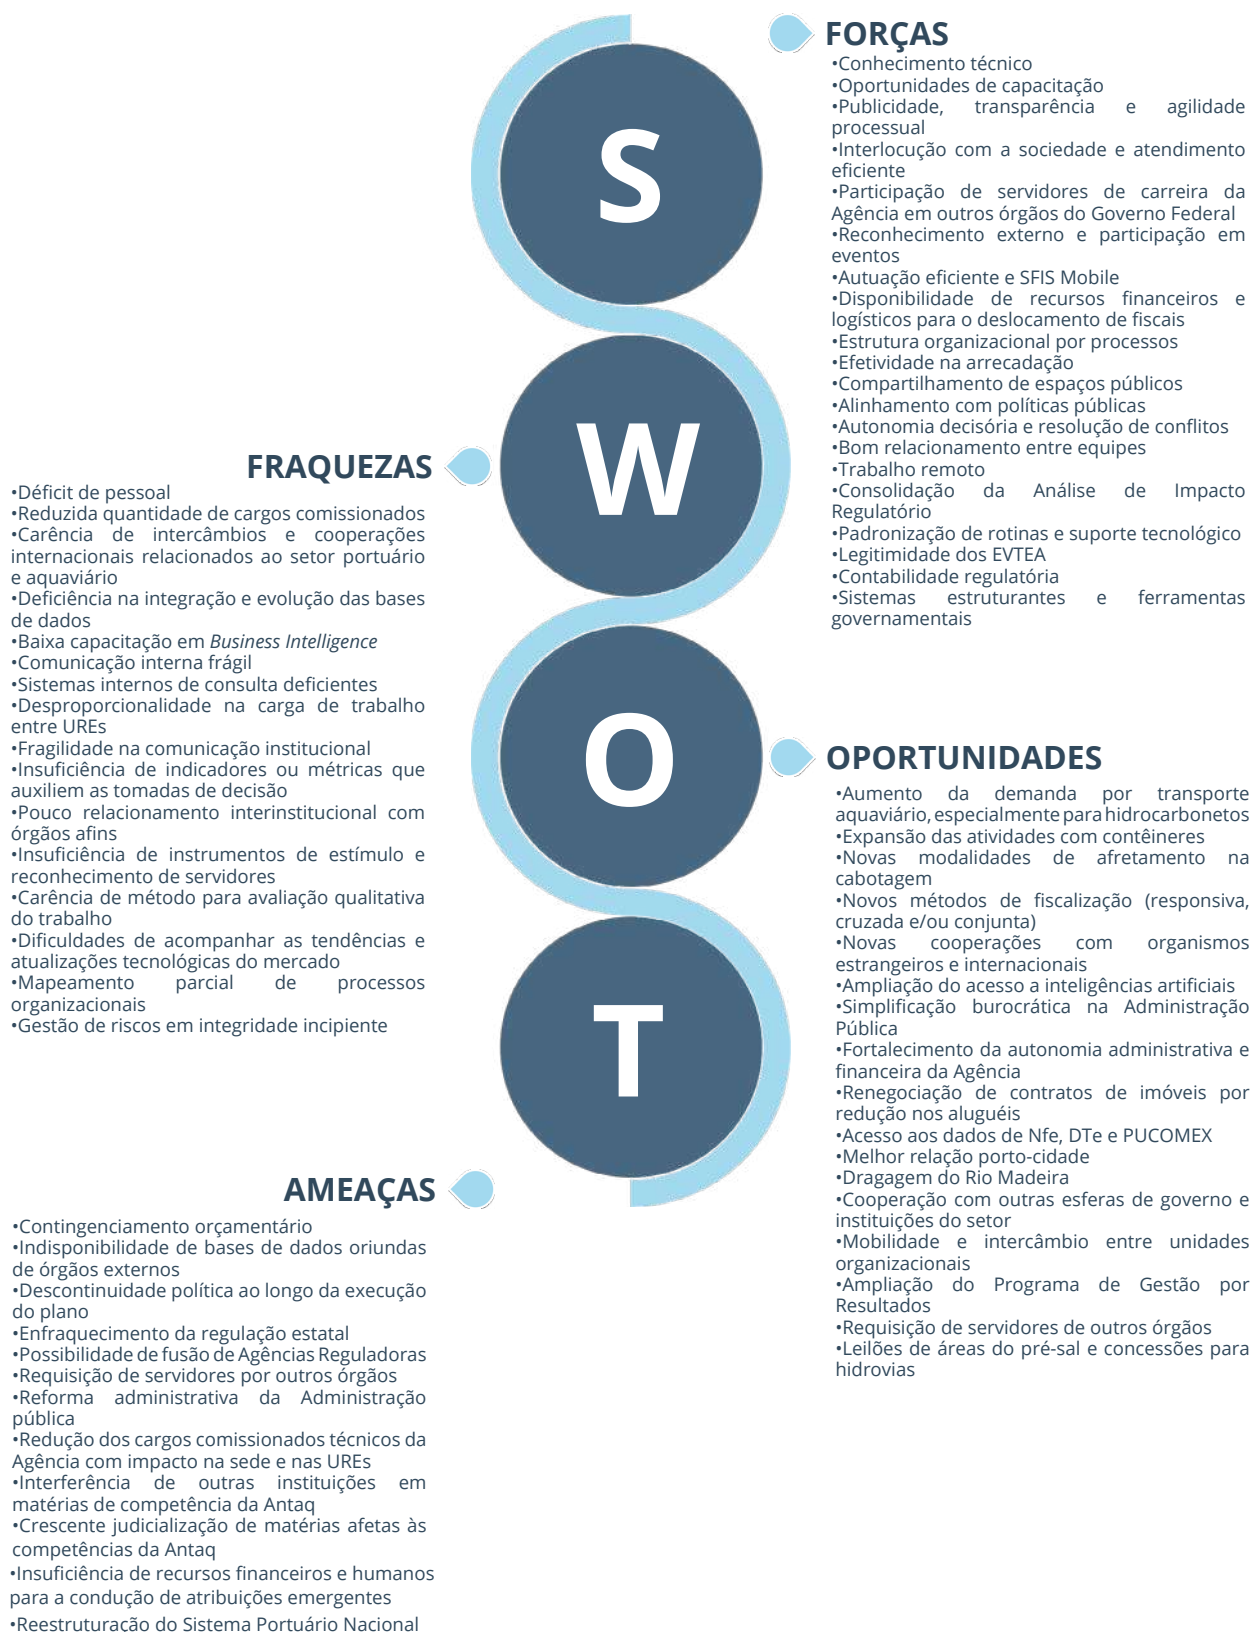 S
FORÇAS
•Conhecimento técnico
•Oportunidades de capacitação
•Publicidade, transparência e agilidade
processual
•Interlocução com a sociedade e atendimento
eficiente
•Participação de servidores de carreira da
Agência em outros órgãos do Governo Federal
•Reconhecimento externo e participação em
eventos
•Autuação eficiente e SFIS Mobile
•Disponibilidade de recursos financeiros e
logísticos para o deslocamento de fiscais
•Estrutura organizacional por processos
•Efetividade na arrecadação
•Compartilhamento de espaços públicos
•Alinhamento com políticas públicas
•Autonomia decisória e resolução de conflitos
•Bom relacionamento entre equipes
•Trabalho remoto
•Consolidação da Análise de Impacto
Regulatório
•Padronização de rotinas e suporte tecnológico
•Legitimidade dos EVTEA
•Contabilidade regulatória
•Sistemas estruturantes e ferramentas
governamentais
W
FRAQUEZAS
•Déficit de pessoal
•Reduzida quantidade de cargos comissionados
•Carência de intercâmbios e cooperações
internacionais relacionados ao setor portuário
e aquaviário
•Deficiência na integração e evolução das bases
de dados
•Baixa capacitação em Business Intelligence
•Comunicação interna frágil
•Sistemas internos de consulta deficientes
•Desproporcionalidade na carga de trabalho
entre UREs
•Fragilidade na comunicação institucional
•Insuficiência de indicadores ou métricas que
auxiliem as tomadas de decisão
•Pouco relacionamento interinstitucional com
órgãos afins
•Insuficiência de instrumentos de estímulo e
reconhecimento de servidores
•Carência de método para avaliação qualitativa
do trabalho
•Dificuldades de acompanhar as tendências e
atualizações tecnológicas do mercado
•Mapeamento parcial de processos
organizacionais
•Gestão de riscos em integridade incipiente
O
OPORTUNIDADES
•Aumento da demanda por transporte
aquaviário, especialmente para hidrocarbonetos
•Expansão das atividades com contêineres
•Novas modalidades de afretamento na
cabotagem
•Novos métodos de fiscalização (responsiva,
cruzada e/ou conjunta)
•Novas cooperações com organismos
estrangeiros e internacionais
•Ampliação do acesso a inteligências artificiais
•Simplificação burocrática na Administração
Pública
•Fortalecimento da autonomia administrativa e
financeira da Agência
•Renegociação de contratos de imóveis por
redução nos aluguéis
•Acesso aos dados de Nfe, DTe e PUCOMEX
•Melhor relação porto-cidade
•Dragagem do Rio Madeira
•Cooperação com outras esferas de governo e
instituições do setor
•Mobilidade e intercâmbio entre unidades
organizacionais
•Ampliação do Programa de Gestão por
Resultados
•Requisição de servidores de outros órgãos
•Leilões de áreas do pré-sal e concessões para
hidrovias
T
AMEAÇAS
•Contingenciamento orçamentário
•Indisponibilidade de bases de dados oriundas
de órgãos externos
•Descontinuidade política ao longo da execução
do plano
•Enfraquecimento da regulação estatal
•Possibilidade de fusão de Agências Reguladoras
•Requisição de servidores por outros órgãos
•Reforma administrativa da Administração
pública
•Redução dos cargos comissionados técnicos da
Agência com impacto na sede e nas UREs
•Interferência de outras instituições em
matérias de competência da Antaq
•Crescente judicialização de matérias afetas às
competências da Antaq
•Insuficiência de recursos financeiros e humanos
para a condução de atribuições emergentes
•Reestruturação do Sistema Portuário Nacional